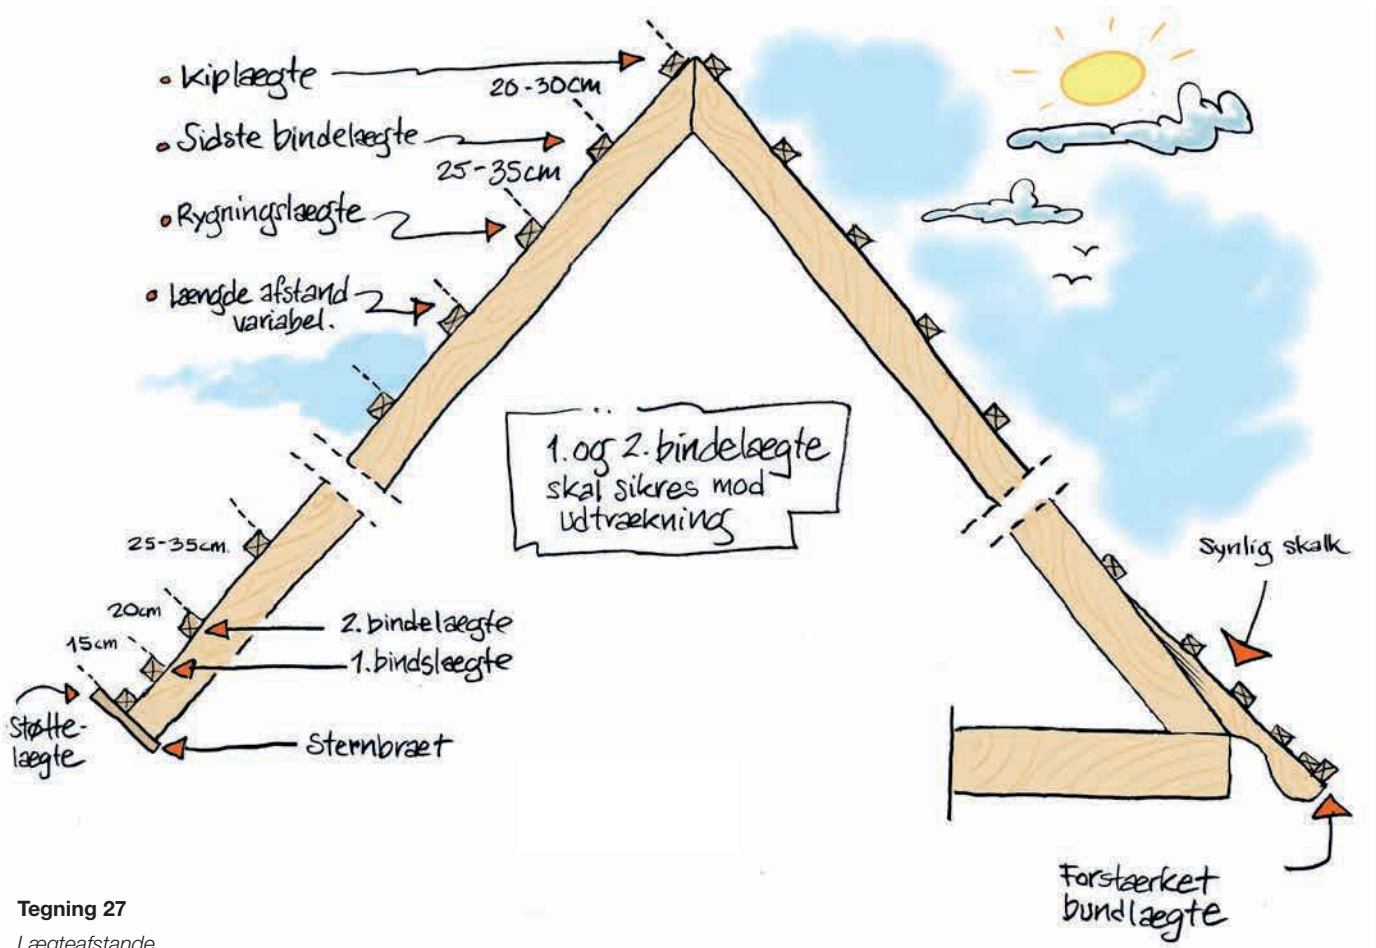 • Kiplægte
20-30cm
• Sidste bindelægte
25-35cm
• Rygningslægte
• Længde afstand
variabel.
1. og 2. bindelægte
skal sikres mod
udtrækning
25-35cm.
20cm
15cm
2. bindelægte
1. bindslægte
Støtte-
lægte
Sternbræt
Synlig skalk
Forstærket
bundlægte
Tegning 27
Lægteafstande